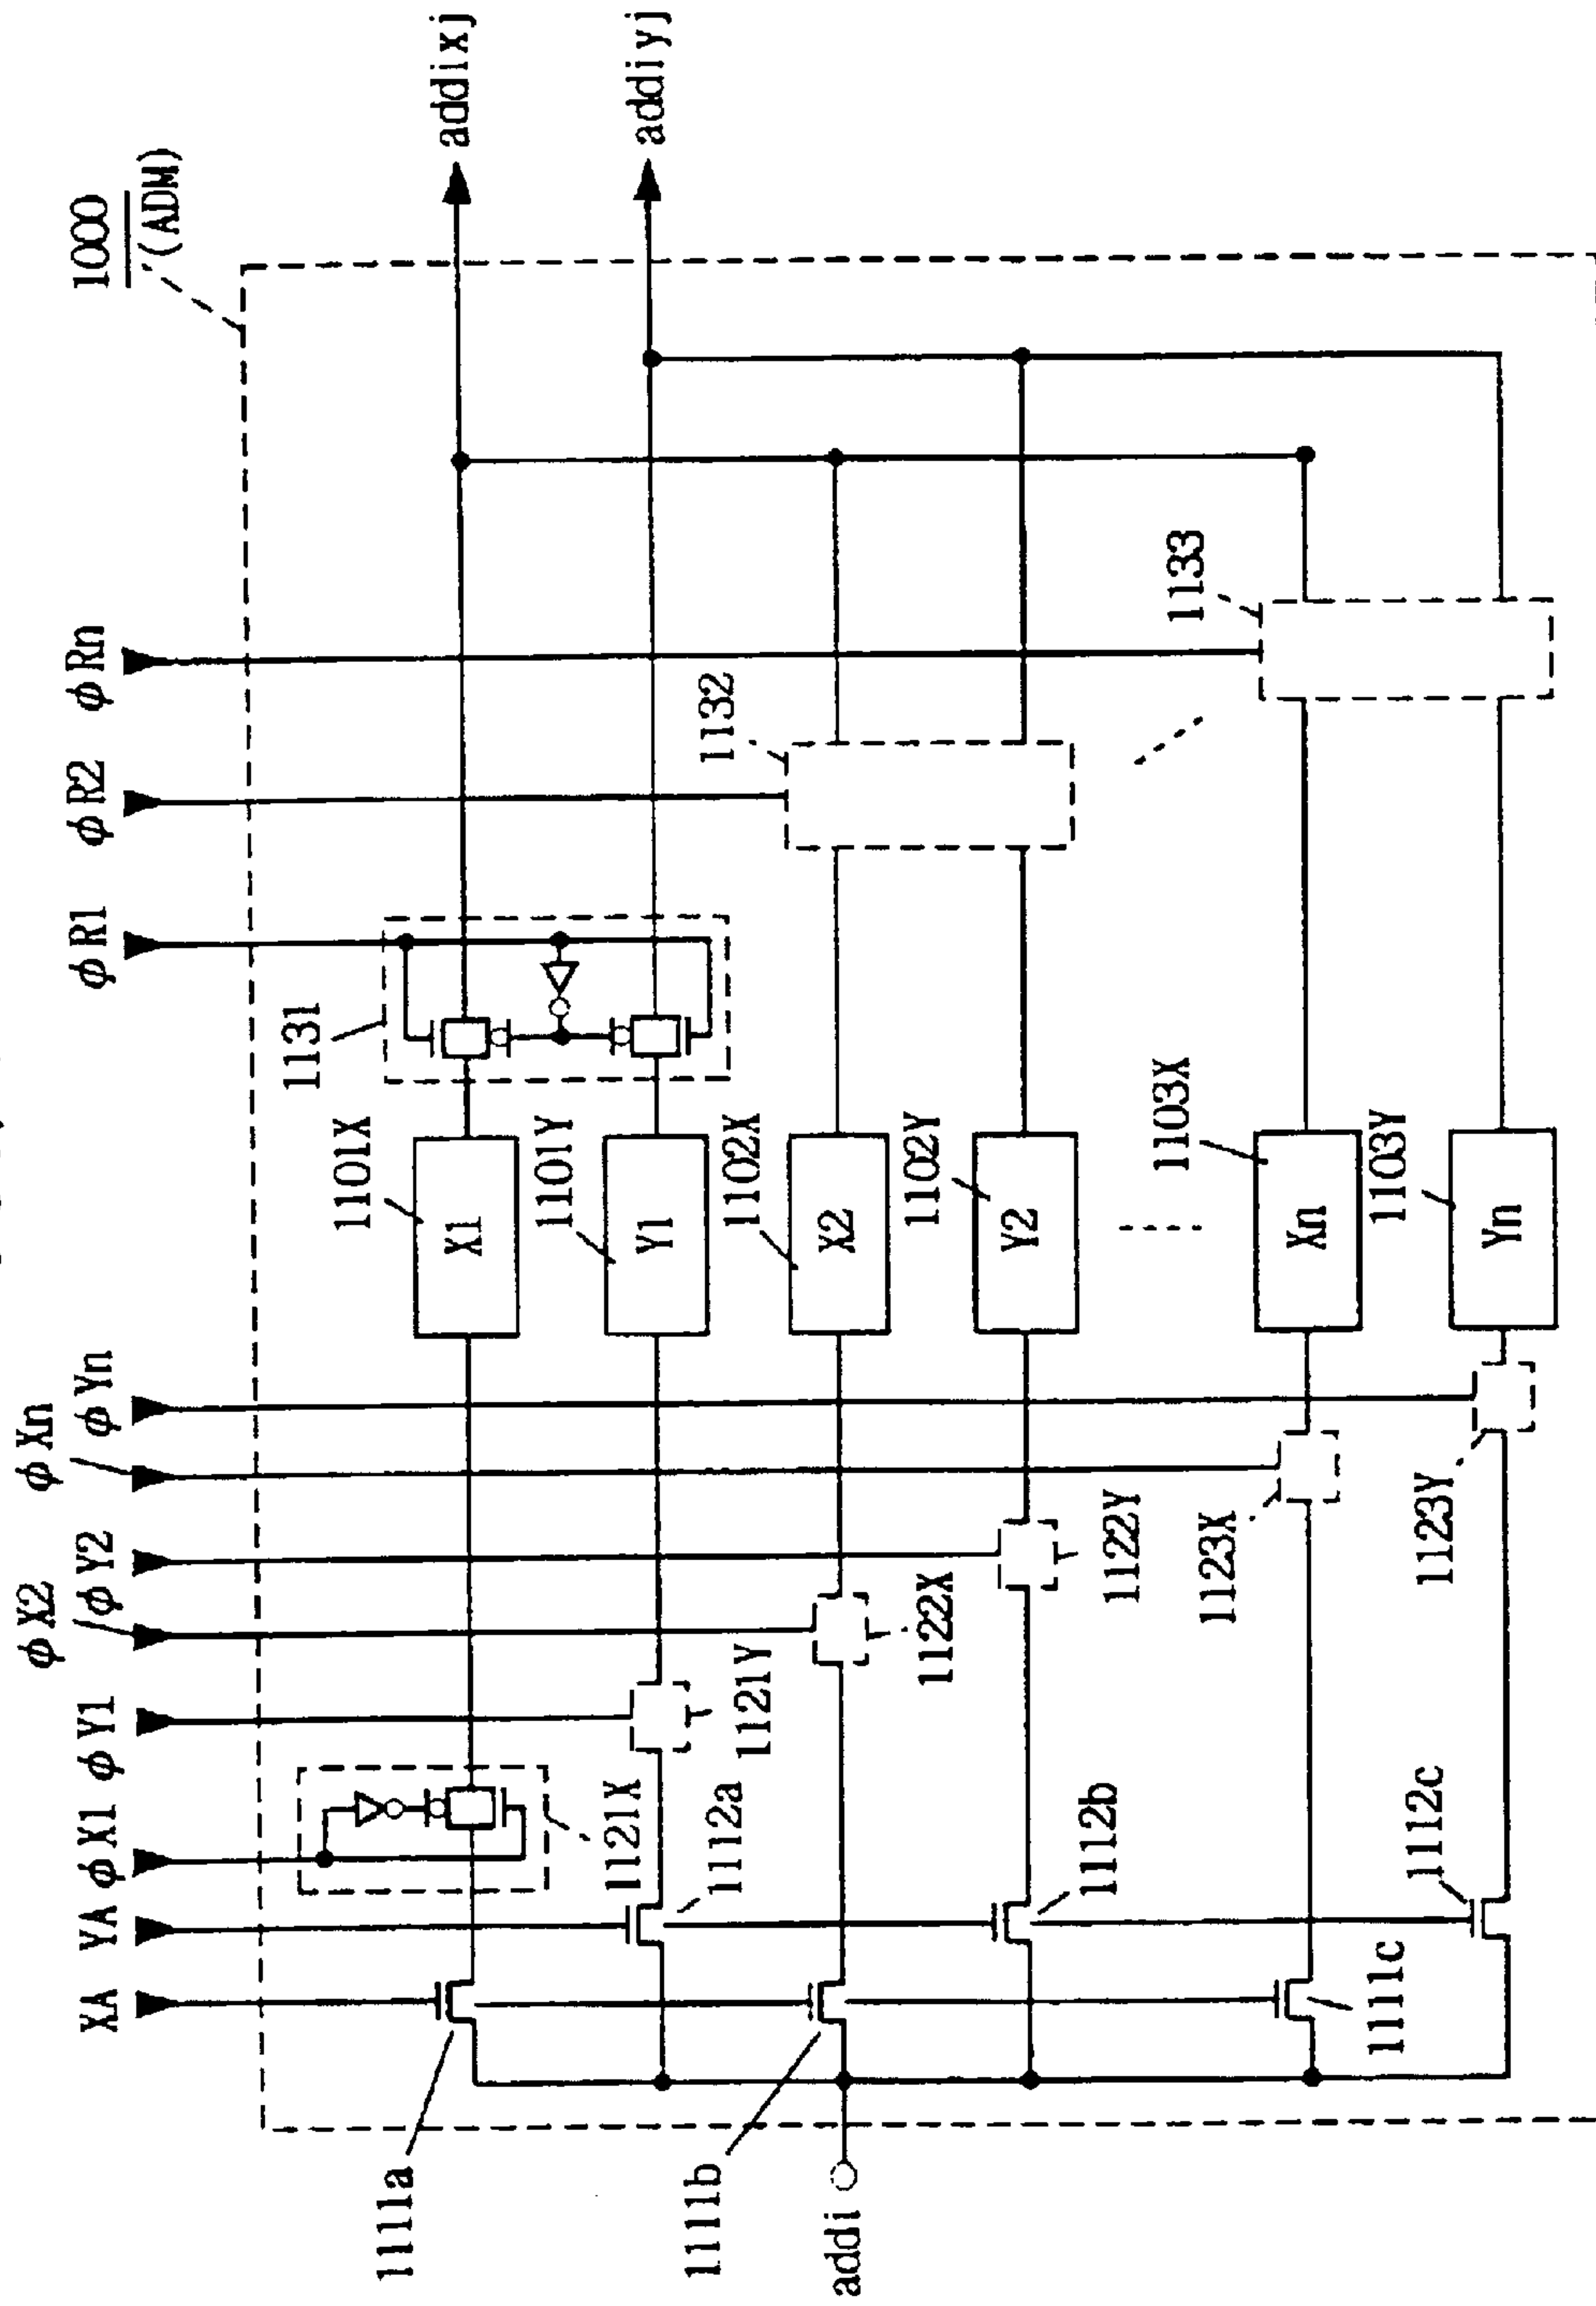 1000
(ADM)
XA
YA
φX1
φY1
φX2
φY2
φXn
φYn
φR1
φR2
φRn
addixj
addiyj
addi
1111a
1111b
1111c
1112a
1112b
1112c
1121X
1121Y
1122X
1122Y
1123X
1123Y
1101X
X1
1101Y
Y1
1102X
X2
1102Y
Y2
1103X
Xn
1103Y
Yn
1131
1132
1133